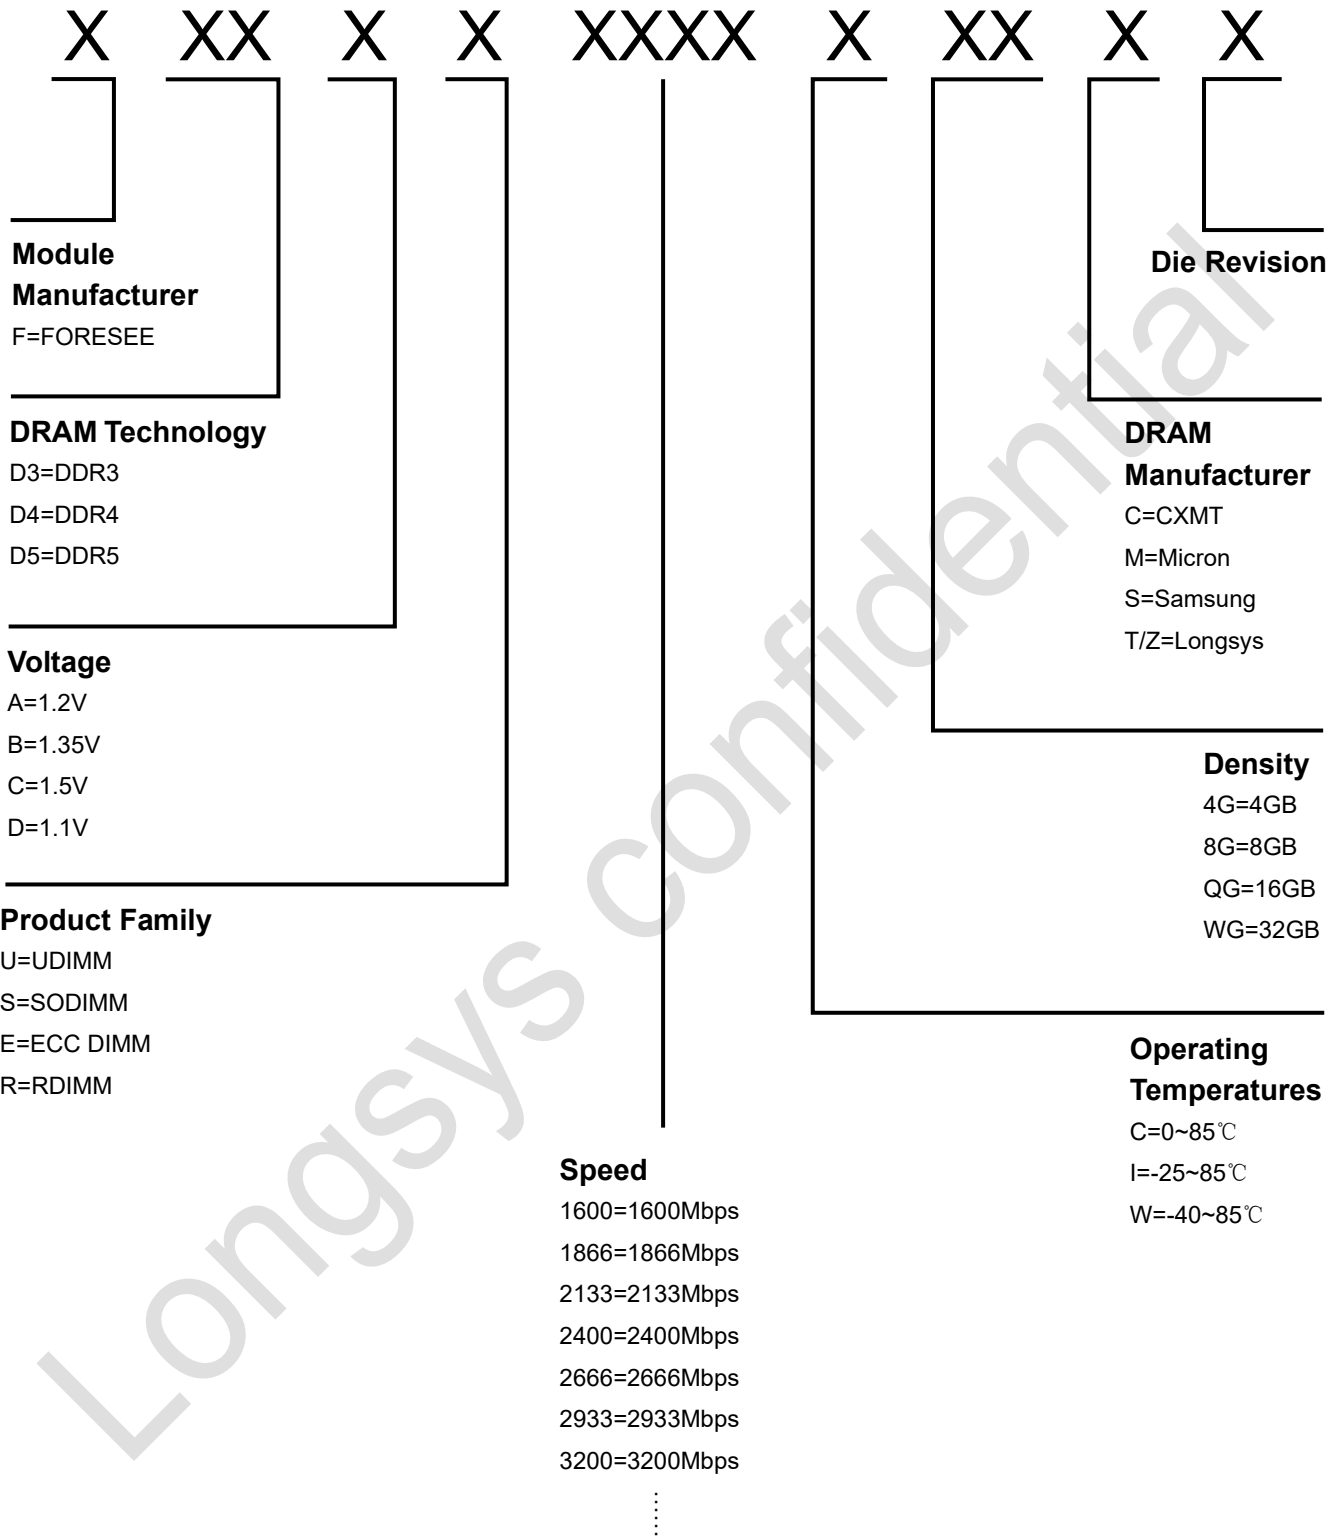 X XX X X XXXX X XX X X
Module
Manufacturer
F=FORESEE
DRAM Technology
D3=DDR3
D4=DDR4
D5=DDR5
Voltage
A=1.2V
B=1.35V
C=1.5V
D=1.1V
Product Family
U=UDIMM
S=SODIMM
E=ECC DIMM
R=RDIMM
Speed
1600=1600Mbps
1866=1866Mbps
2133=2133Mbps
2400=2400Mbps
2666=2666Mbps
2933=2933Mbps
3200=3200Mbps
Die Revision
DRAM
Manufacturer
C=CXMT
M=Micron
S=Samsung
T/Z=Longsys
Density
4G=4GB
8G=8GB
QG=16GB
WG=32GB
Operating
Temperatures
C=0~85℃
I=-25~85℃
W=-40~85℃
Longsys confidential